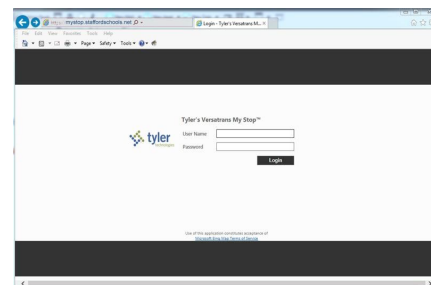 mystop.staffordschools.net
Login - Tyler's Versatrans M...
File Edit View Favorites Tools Help
Page Safety Tools
Tyler's Versatrans My Stop™
tyler
technologies
User Name
Password
Login
Use of this application constitutes acceptance of
Microsoft Bing Maps Terms of Service